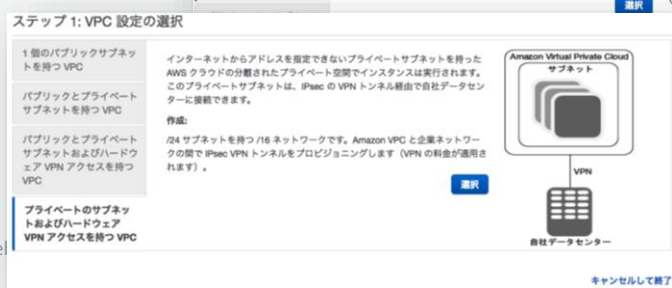 選択
ステップ 1: VPC 設定の選択
1 個のパブリックサブネッ
トを持つ VPC
パブリックとプライベート
サブネットを持つ VPC
パブリックとプライベート
サブネットおよびハードウ
ェア VPN アクセスを持つ
VPC
プライベートのサブネッ
トおよびハードウェア
VPN アクセスを持つ VPC
インターネットからアドレスを指定できないプライベートサブネットを持った
AWS クラウドの分離されたプライベート空間でインスタンスは実行されます。
このプライベートサブネットは、IPsec の VPN トンネル経由で自社データセン
ターに接続できます。
作成:
/24 サブネットを持つ /16 ネットワークです。Amazon VPC と企業ネットワー
クの間で IPsec VPN トンネルをプロビジョニングします（VPN の料金が適用さ
れます）。
選択
Amazon Virtual Private Cloud
サブネット
VPN
自社データセンター
キャンセルして終了